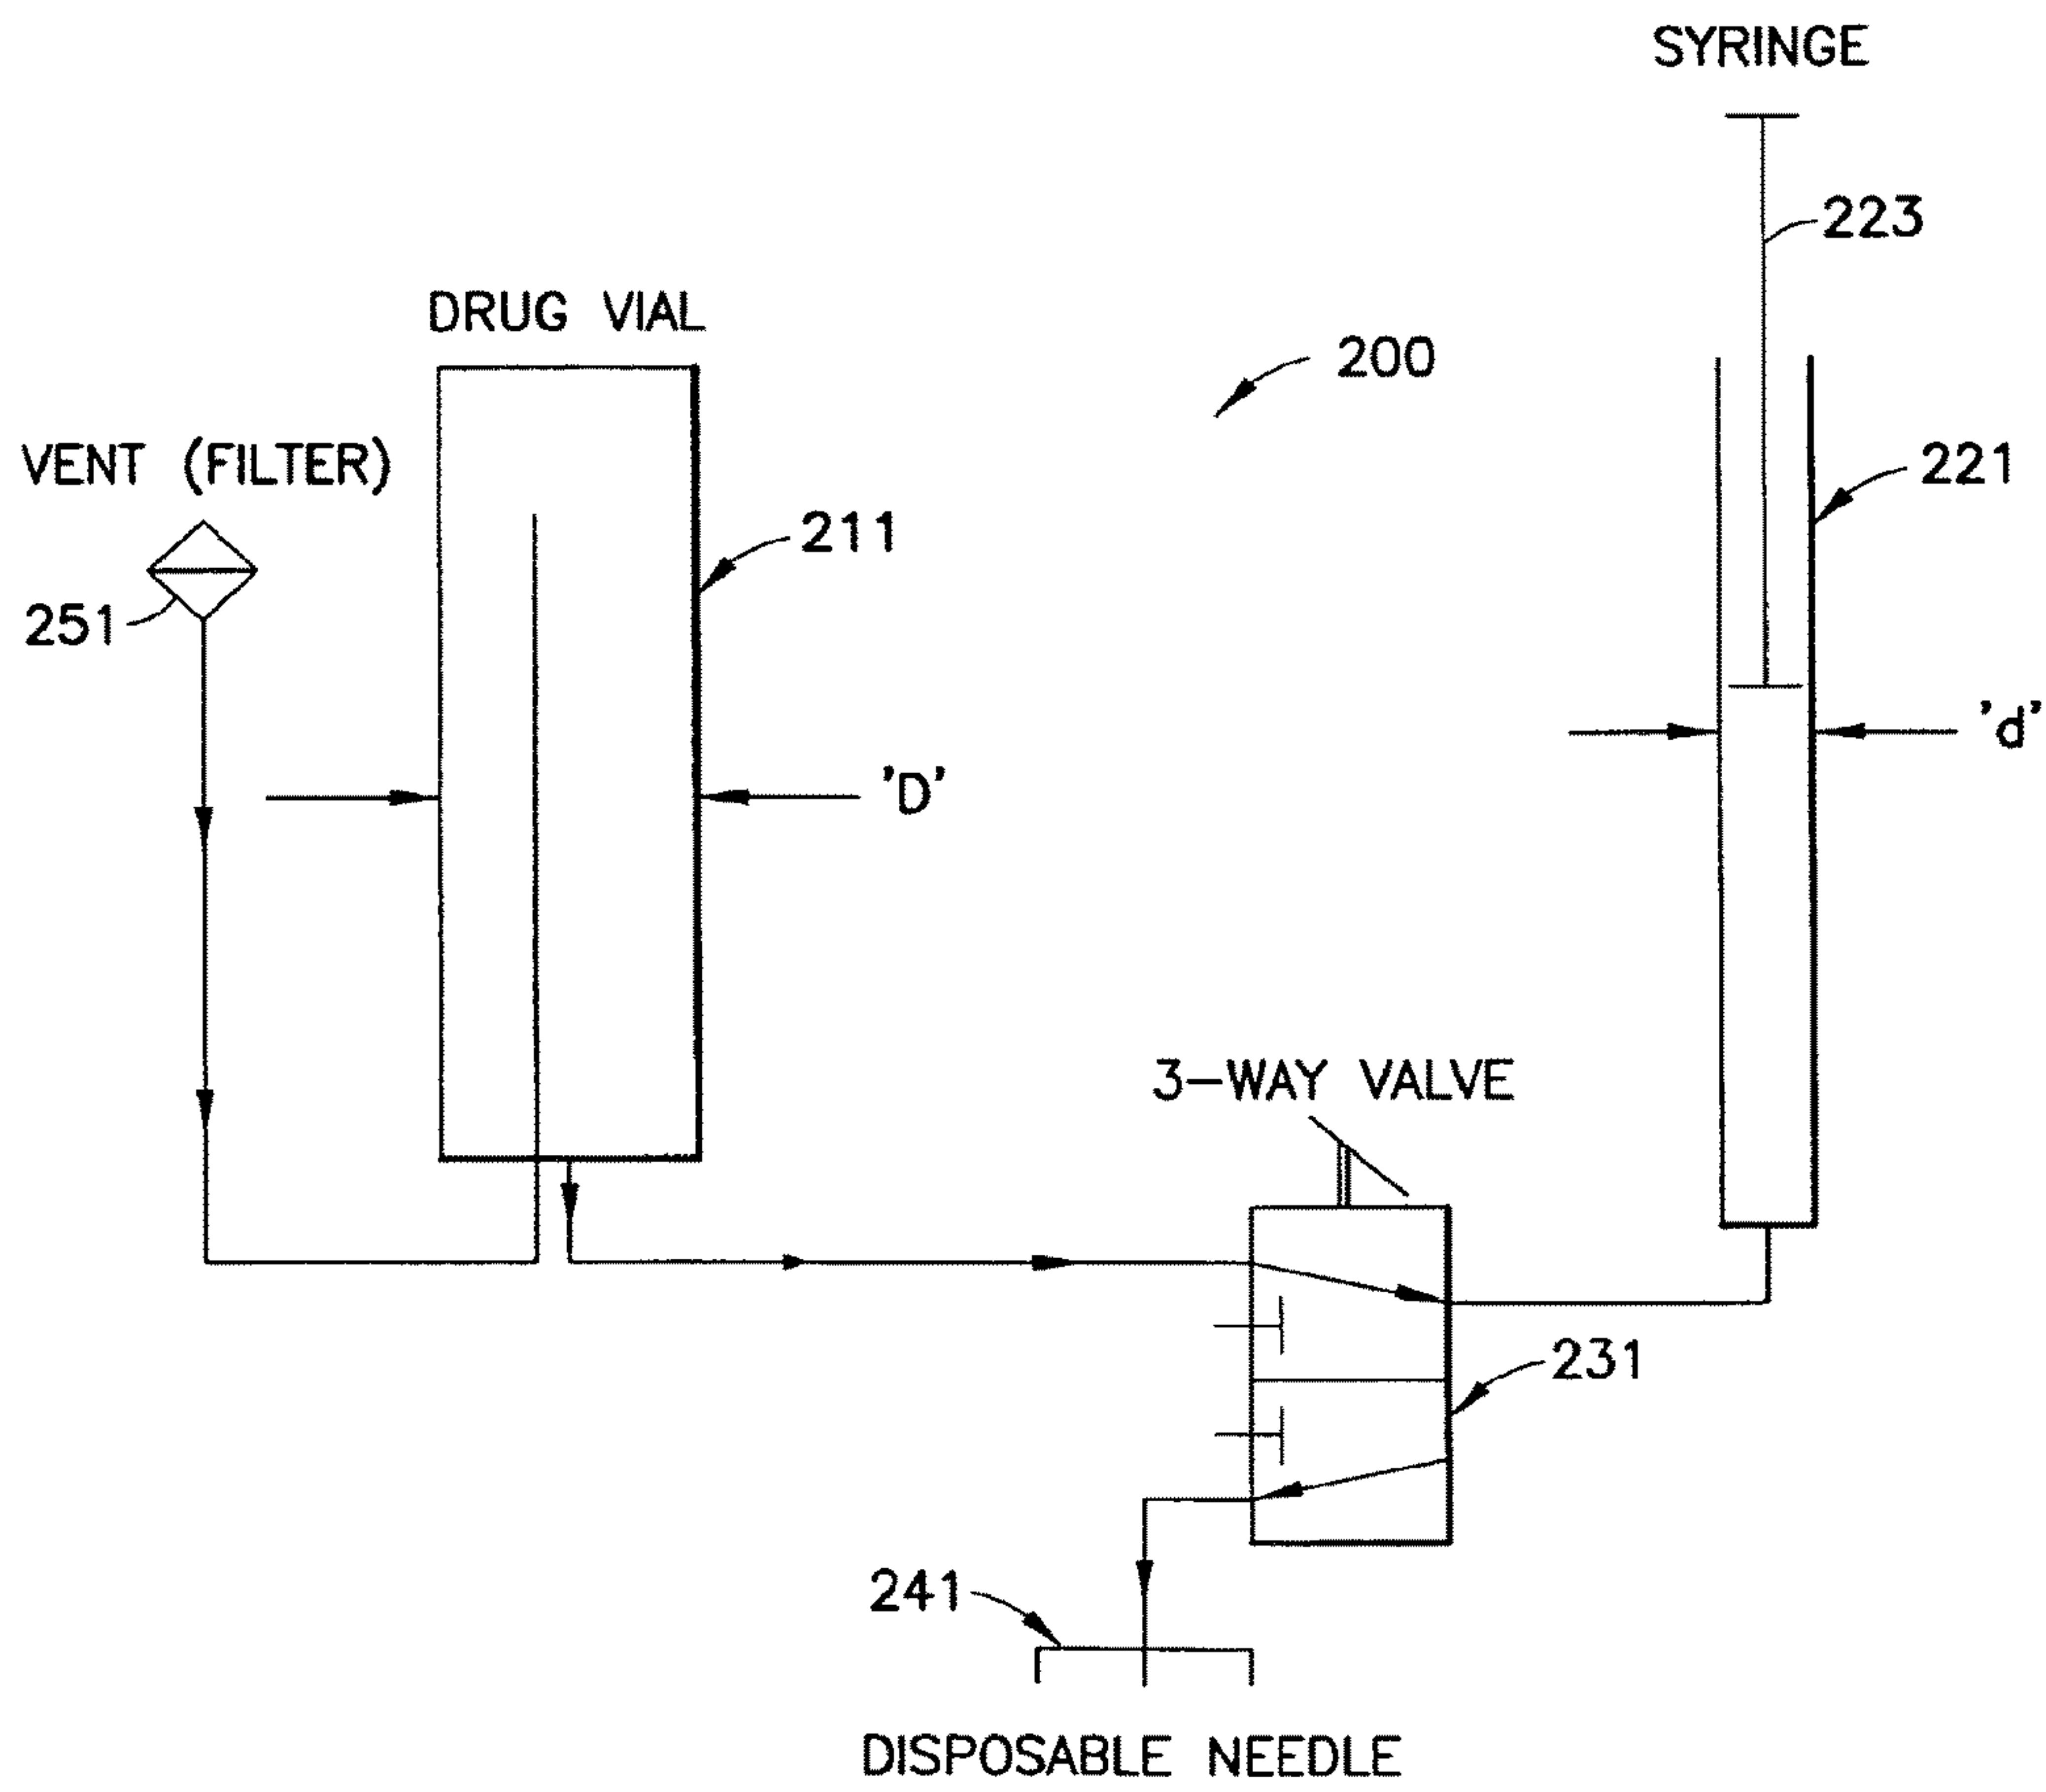 SYRINGE
223
DRUG VIAL
200
VENT (FILTER)
221
211
251
'd'
'D'
3-WAY VALVE
231
241
DISPOSABLE NEEDLE